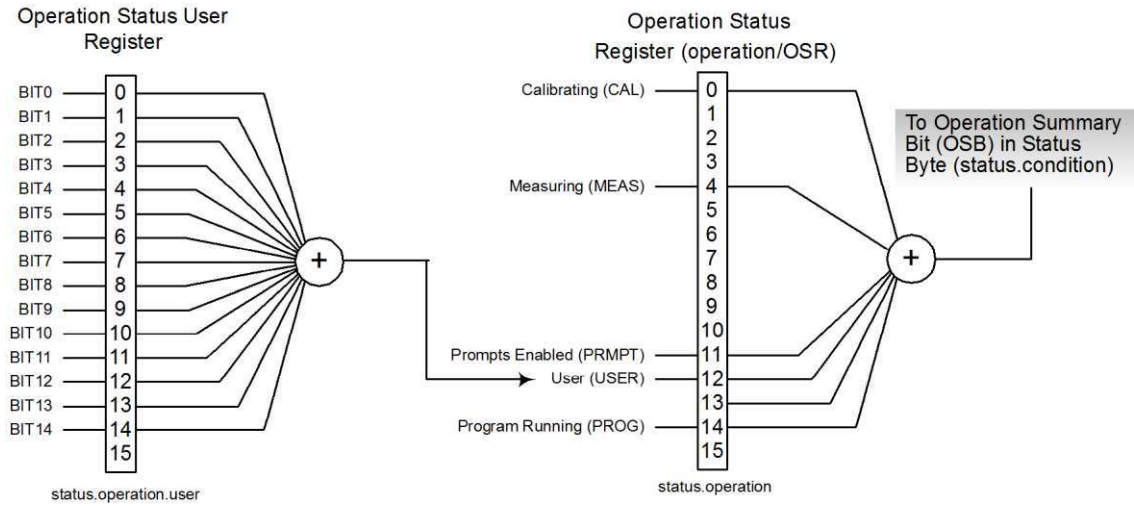 Operation Status User
Register
BIT0 0
BIT1 1
BIT2 2
BIT3 3
BIT4 4
BIT5 5
BIT6 6
BIT7 7
BIT8 8
BIT9 9
BIT10 10
BIT11 11
BIT12 12
BIT13 13
BIT14 14
15
status.operation.user
+
Operation Status
Register (operation/OSR)
Calibrating (CAL) 0
1
2
3
Measuring (MEAS) 4
5
6
7
8
9
10
Prompts Enabled (PRMPT) 11
User (USER) 12
13
Program Running (PROG) 14
15
status.operation
+
To Operation Summary
Bit (OSB) in Status
Byte (status.condition)